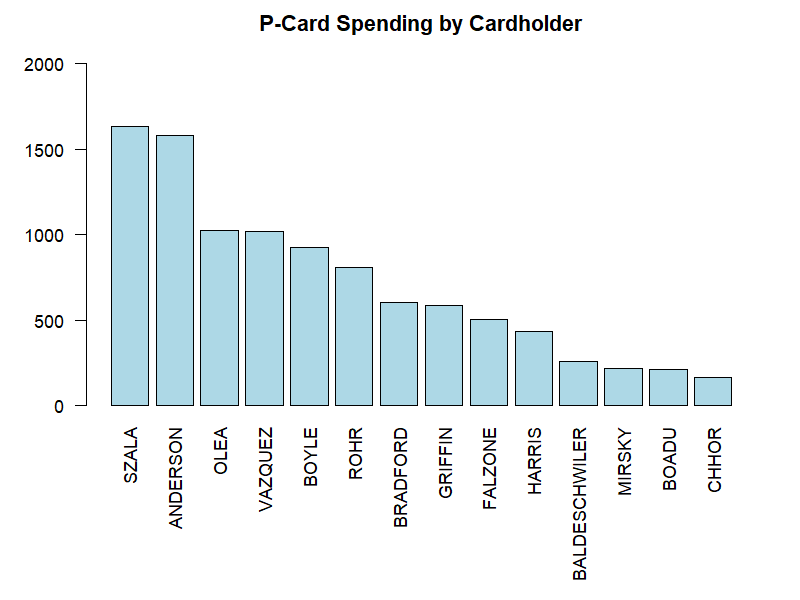 P-Card Spending by Cardholder
2000
1500
1000
500
0
SZALA
ANDERSON
OLEA
VAZQUEZ
BOYLE
ROHR
BRADFORD
GRIFFIN
FALZONE
HARRIS
BALDESCHWILER
MIRSKY
BOADU
CHHOR